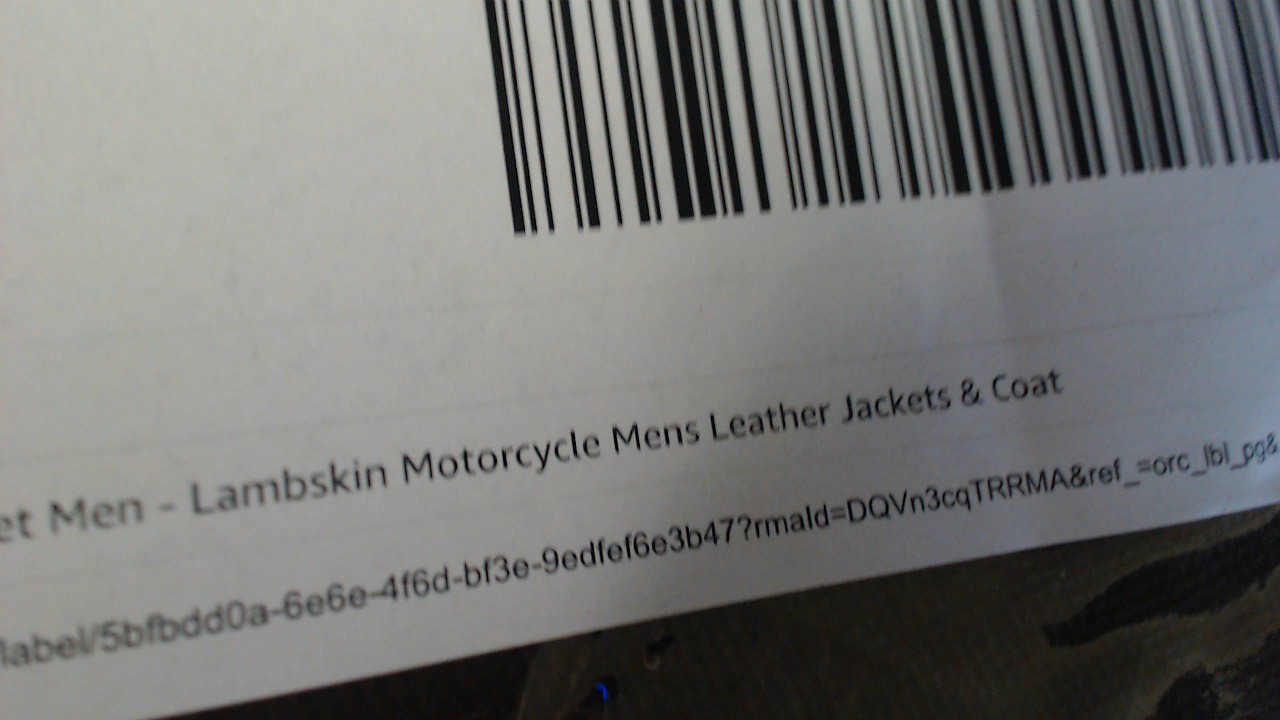 et Men - Lambskin Motorcycle Mens Leather Jackets & Coat
label/5bfbdd0a-6e6e-4f6d-bf3e-9edfef6e3b47?rmaId=DQVn3cqTRRMA&ref_=orc_lbl_pg&